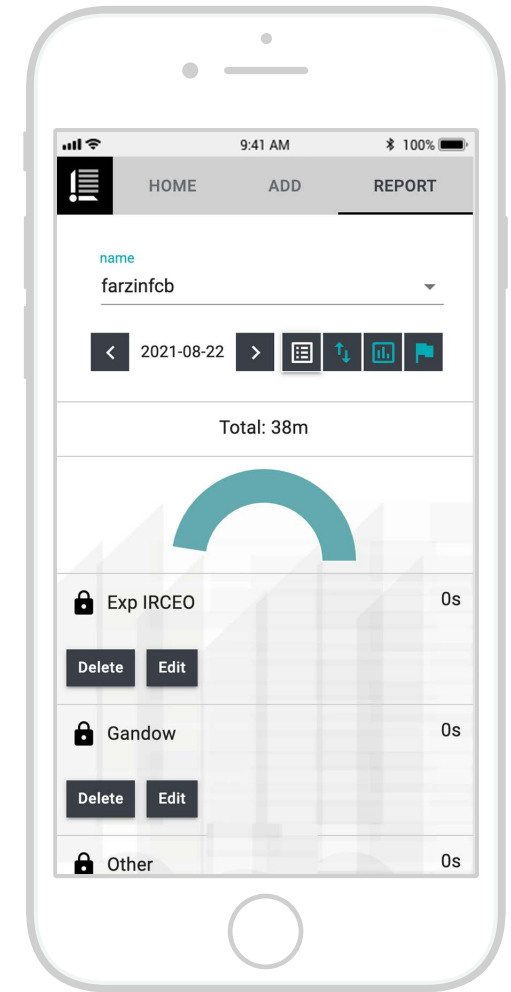 9:41 AM
100%
HOME ADD REPORT
name
farzinfcb
2021-08-22
Total: 38m
Exp IRCEO 0s
Delete Edit
Gandow 0s
Delete Edit
Other 0s